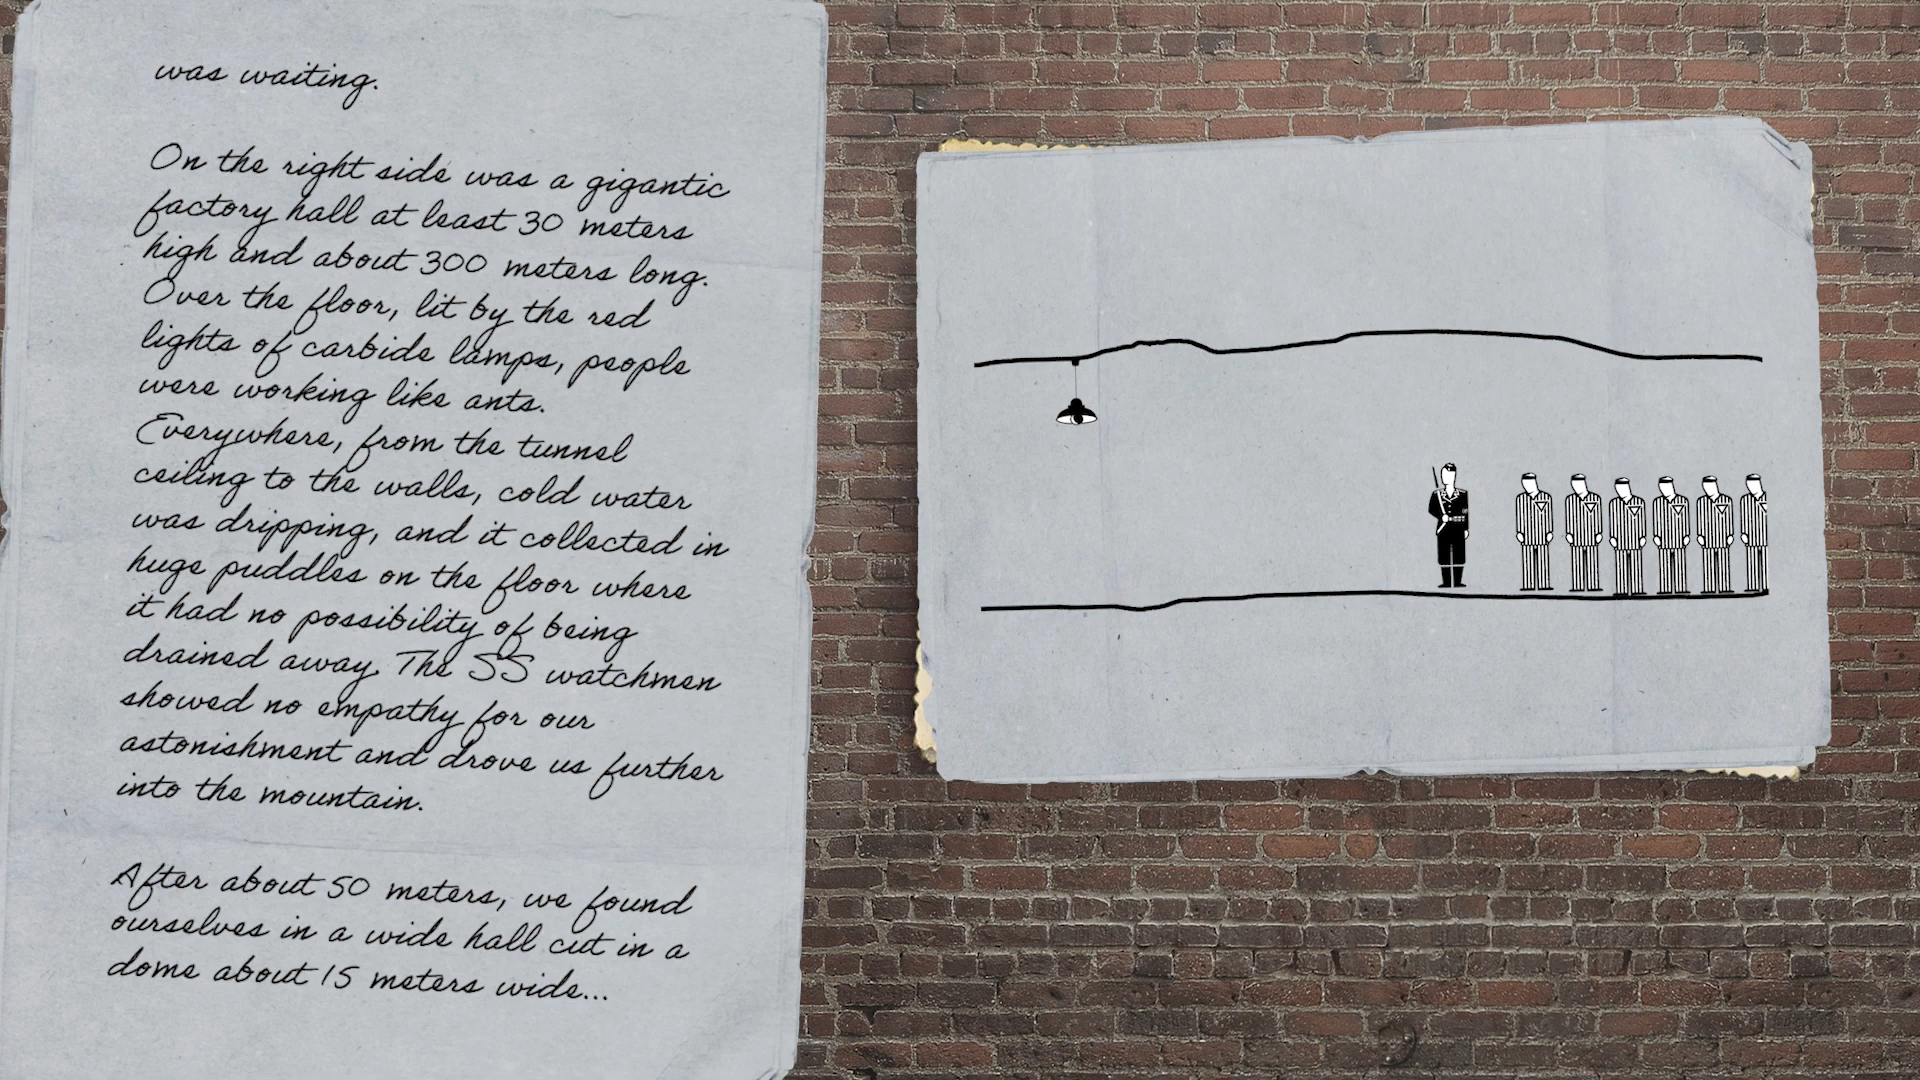 was waiting.
On the right side was a gigantic
factory hall at least 30 meters
high and about 300 meters long.
Over the floor, lit by the red
lights of carbide lamps, people
were working like ants.
Everywhere, from the tunnel
ceiling to the walls, cold water
was dripping, and it collected in
huge puddles on the floor where
it had no possibility of being
drained away. The SS watchmen
showed no empathy for our
astonishment and drove us further
into the mountain.
After about 50 meters, we found
ourselves in a wide hall cut in a
dome about 15 meters wide...